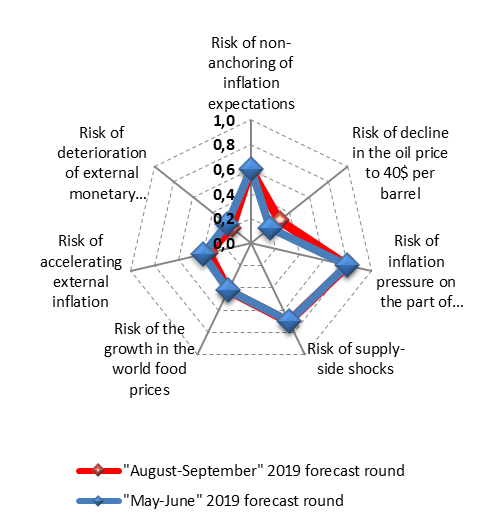 Risk of non-
anchoring of
inflation
expectations
1,0
0,8
0,6
0,4
0,2
0,0
Risk of decline
in the oil price
to 40$ per
barrel
Risk of
inflation
pressure on
the part of…
Risk of supply-
side shocks
Risk of the
growth in the
world food
prices
Risk of
accelerating
external
inflation
Risk of
deterioration
of external
monetary…
"August-September" 2019 forecast round
"May-June" 2019 forecast round